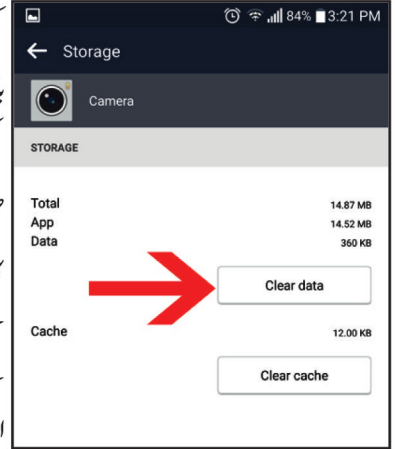 84% 3:21 PM
Storage
Camera
STORAGE
Total 14.87 MB
App 14.52 MB
Data 360 KB
Clear data
Cache 12.00 KB
Clear cache